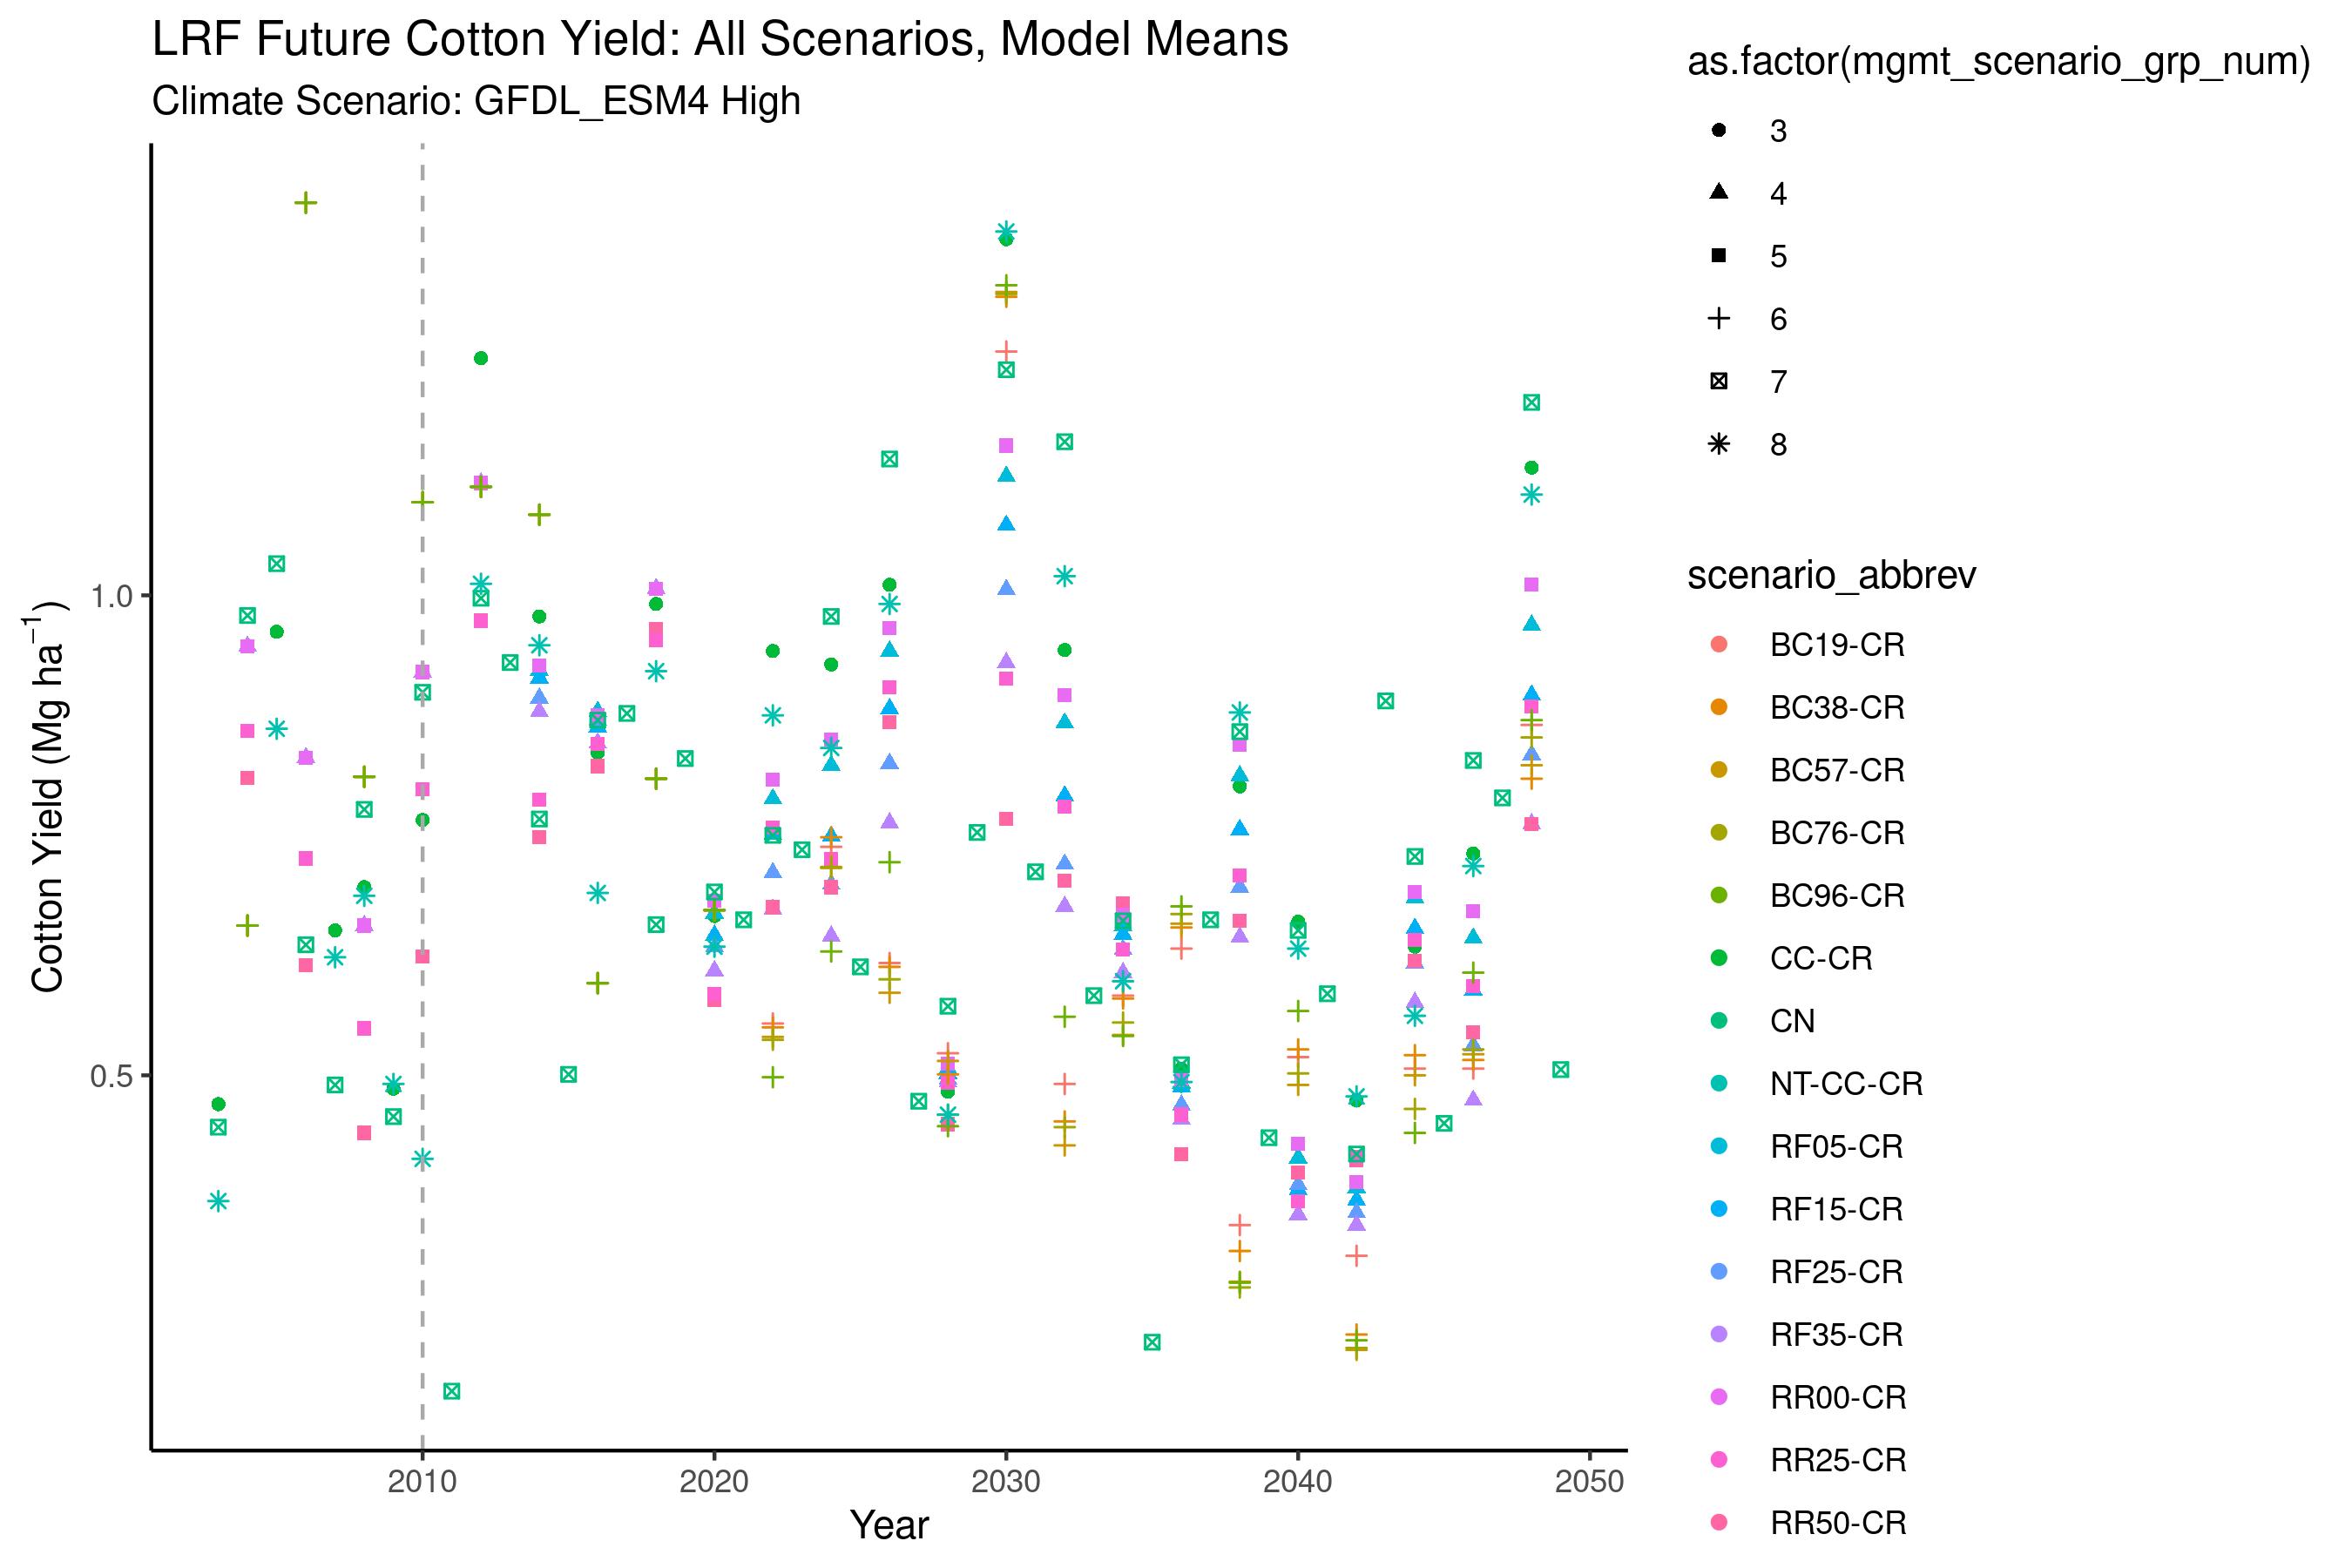 LRF Future Cotton Yield: All Scenarios, Model Means
Climate Scenario: GFDL_ESM4 High
Cotton Yield (Mg ha⁻¹)
1.0
0.5
2010
2020
2030
2040
2050
Year
as.factor(mgmt_scenario_grp_num)
3
4
5
6
7
8
scenario_abbrev
BC19-CR
BC38-CR
BC57-CR
BC76-CR
BC96-CR
CC-CR
CN
NT-CC-CR
RF05-CR
RF15-CR
RF25-CR
RF35-CR
RR00-CR
RR25-CR
RR50-CR